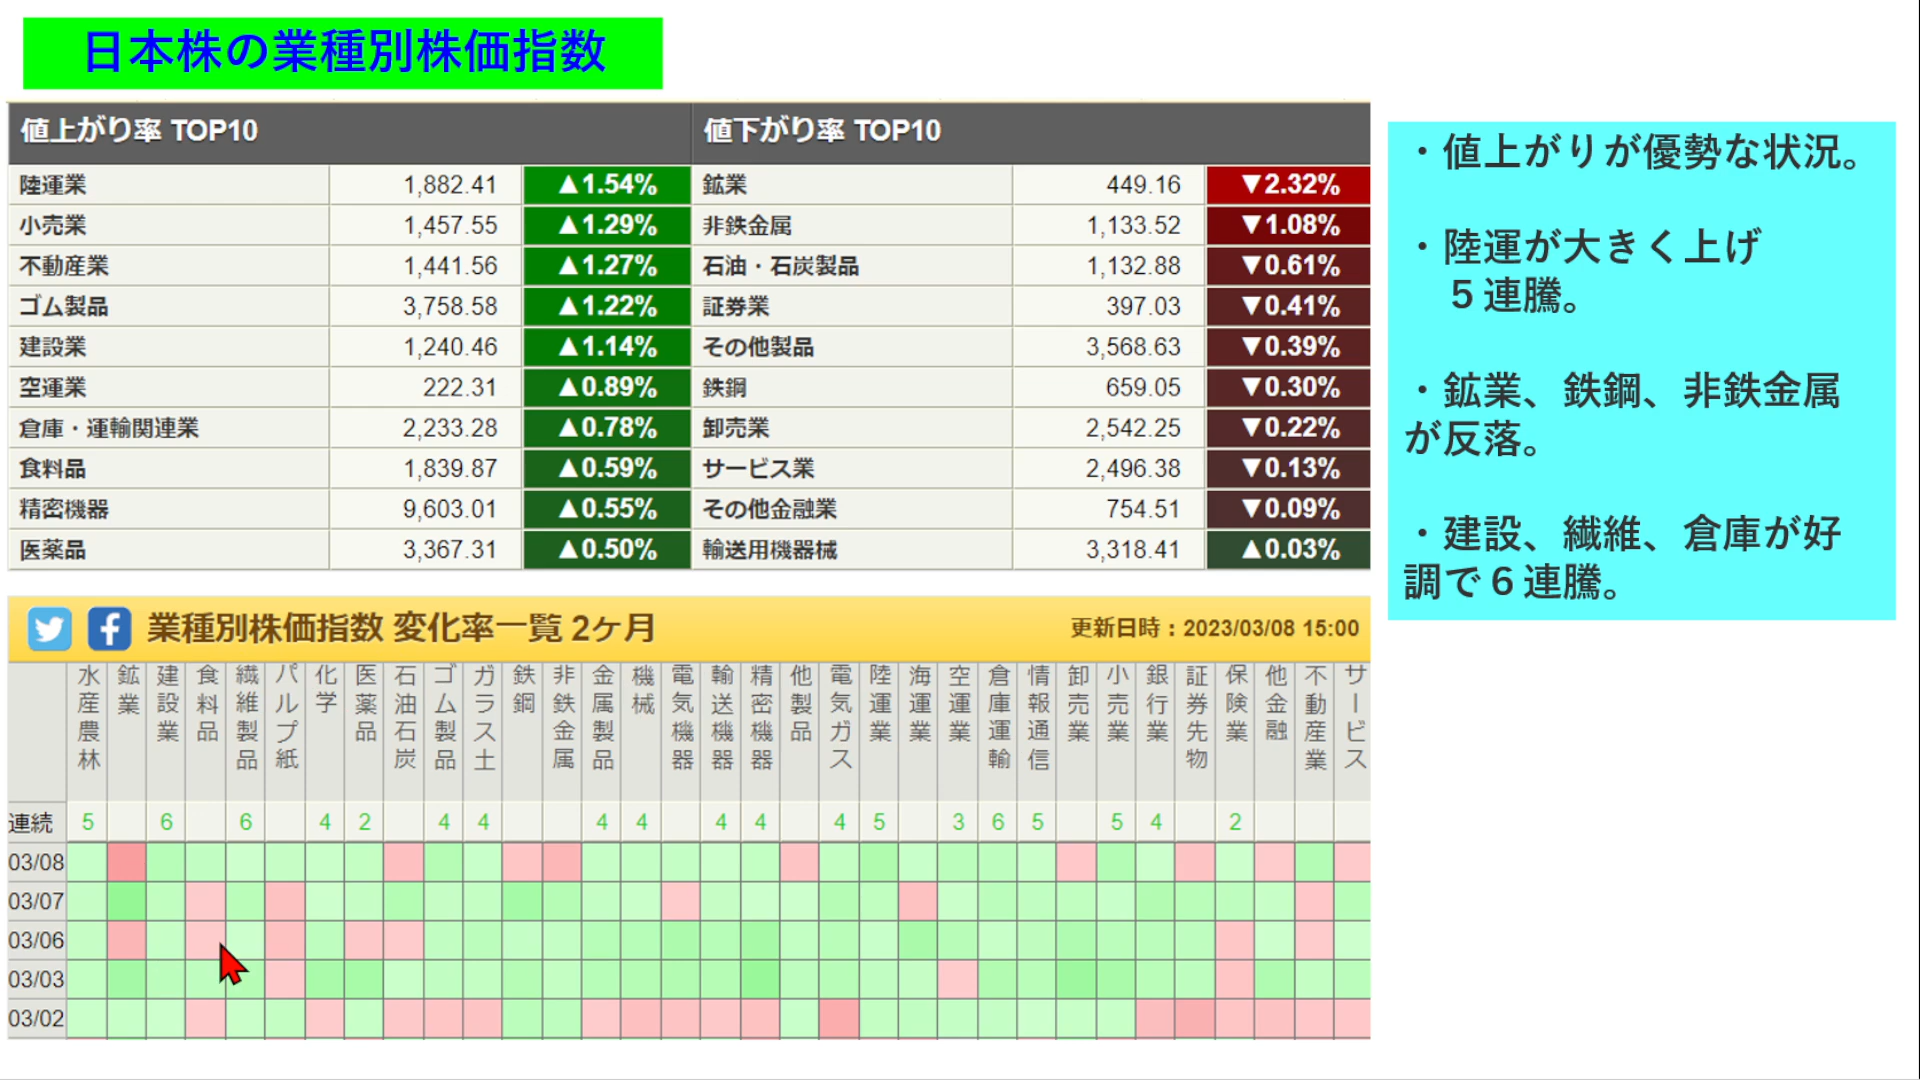 日本株の業種別株価指数
値上がり率 TOP10 値下がり率 TOP10
陸運業 1,882.41 ▲1.54% 鉱業 449.16 ▼2.32%
小売業 1,457.55 ▲1.29% 非鉄金属 1,133.52 ▼1.08%
不動産業 1,441.56 ▲1.27% 石油・石炭製品 1,132.88 ▼0.61%
ゴム製品 3,758.58 ▲1.22% 証券業 397.03 ▼0.41%
建設業 1,240.46 ▲1.14% その他製品 3,568.63 ▼0.39%
空運業 222.31 ▲0.89% 鉄鋼 659.05 ▼0.30%
倉庫・運輸関連業 2,233.28 ▲0.78% 卸売業 2,542.25 ▼0.22%
食料品 1,839.87 ▲0.59% サービス業 2,496.38 ▼0.13%
精密機器 9,603.01 ▲0.55% その他金融業 754.51 ▼0.09%
医薬品 3,367.31 ▲0.50% 輸送用機器械 3,318.41 ▲0.03%
・値上がりが優勢な状況。
・陸運が大きく上げ
５連騰。
・鉱業、鉄鋼、非鉄金属
が反落。
・建設、繊維、倉庫が好
調で６連騰。
業種別株価指数 変化率一覧 2ヶ月 更新日時：2023/03/08 15:00
水産農林 鉱業 建設業 食料品 繊維製品 パルプ紙 化学 医薬品 石油石炭 ゴム製品 ガラス土 鉄鋼 非鉄金属 金属製品 機械 電気機器 輸送機器 精密機器 他製品 電気ガス 陸運業 海運業 空運業 倉庫運輸 情報通信 卸売業 小売業 銀行業 証券先物 保険業 他金融 不動産業 サービス
連続 5 6 6 4 2 4 4 4 4 4 4 4 5 3 6 5 5 4 2
03/08
03/07
03/06
03/03
03/02